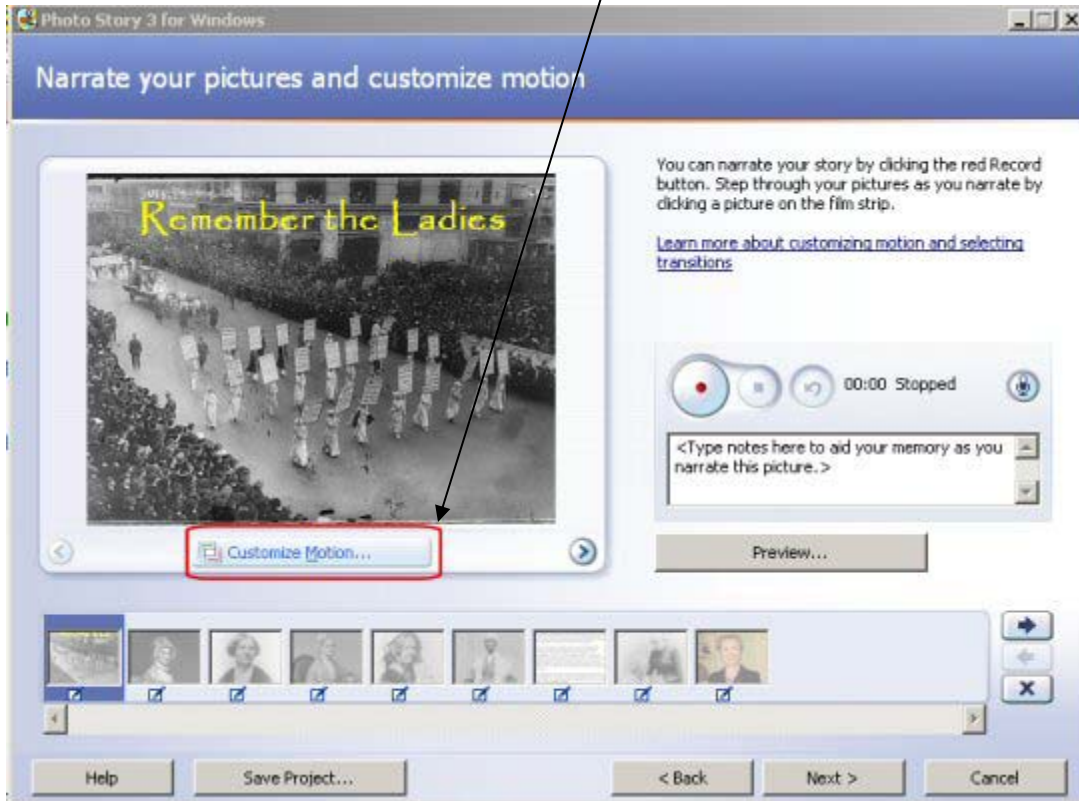 Photo Story 3 for Windows
Narrate your pictures and customize motion
Remember the Ladies
Customize Motion...
You can narrate your story by clicking the red Record
button. Step through your pictures as you narrate by
clicking a picture on the film strip.
Learn more about customizing motion and selecting
transitions
00:00 Stopped
<Type notes here to aid your memory as you
narrate this picture.>
Preview...
Help
Save Project...
< Back
Next >
Cancel